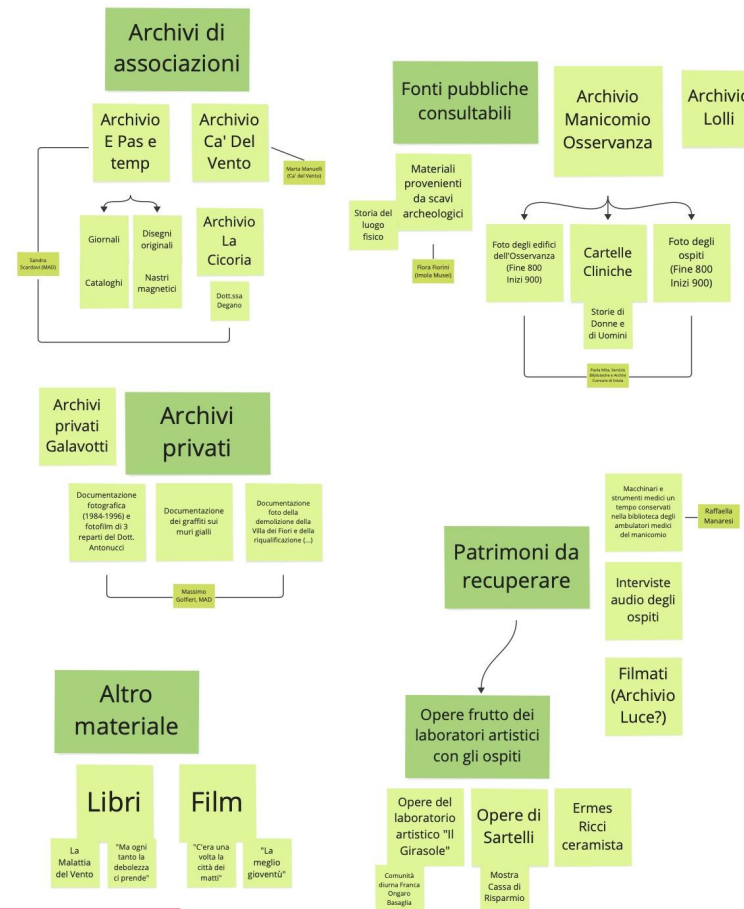 Archivi di
associazioni
Archivio
E Pas e
temp
Archivio
Ca' Del
Vento
Marta Manuelli
(Ca' del Vento)
Giornali
Disegni
originali
Cataloghi
Nastri
magnetici
Archivio
La
Cicoria
Dott.ssa
Degano
Sandra
Scardovi (MAD)
Fonti pubbliche
consultabili
Materiali
provenienti
da scavi
archeologici
Storia del
luogo
fisico
Flora Fiorini
(Imola Musei)
Archivio
Manicomio
Osservanza
Archivio
Lolli
Foto degli edifici
dell'Osservanza
(Fine 800
Inizi 900)
Cartelle
Cliniche
Foto degli
ospiti
(Fine 800
Inizi 900)
Storie di
Donne e
di Uomini
Paola Mita, Servizio
Biblioteche e Archivi
Comune di Imola
Archivi
privati
Galavotti
Archivi
privati
Documentazione
fotografica
(1984-1996) e
fotofilm di 3
reparti del Dott.
Antonucci
Documentazione
dei graffiti sui
muri gialli
Documentazione
foto della
demolizione della
Villa dei Fiori e della
riqualificazione (...)
Massimo
Golfieri, MAD
Patrimoni da
recuperare
Macchinari e
strumenti medici un
tempo conservati
nella biblioteca degli
ambulatori medici
del manicomio
Raffaella
Manaresi
Interviste
audio degli
ospiti
Filmati
(Archivio
Luce?)
Opere frutto dei
laboratori artistici
con gli ospiti
Opere del
laboratorio
artistico "Il
Girasole"
Comunità
diurna Franca
Ongaro
Basaglia
Opere di
Sartelli
Mostra
Cassa di
Risparmio
Ermes
Ricci
ceramista
Altro
materiale
Libri
Film
La
Malattia
del Vento
"Ma ogni
tanto la
debolezza
ci prende"
"C'era una
volta la
città dei
matti"
"La
meglio
gioventù"